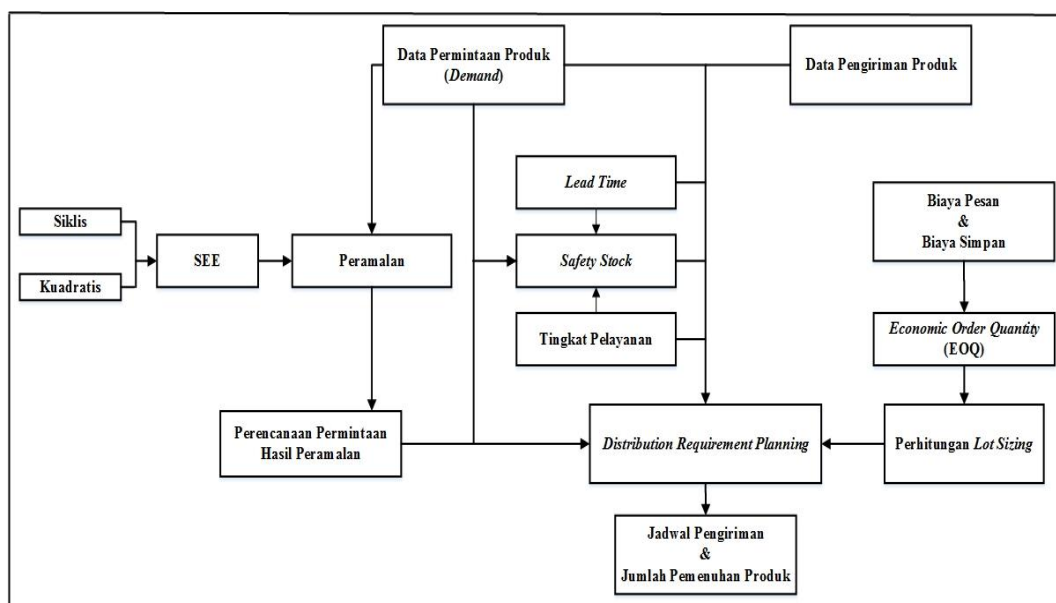 Data Permintaan Produk
(Demand)
Data Pengiriman Produk
Lead Time
Biaya Pesan
&
Biaya Simpan
Siklis
SEE
Peramalan
Safety Stock
Kuadratis
Tingkat Pelayanan
Economic Order Quantity
(EOQ)
Perencanaan Permintaan
Hasil Peramalan
Distribution Requirement Planning
Perhitungan Lot Sizing
Jadwal Pengiriman
&
Jumlah Pemenuhan Produk